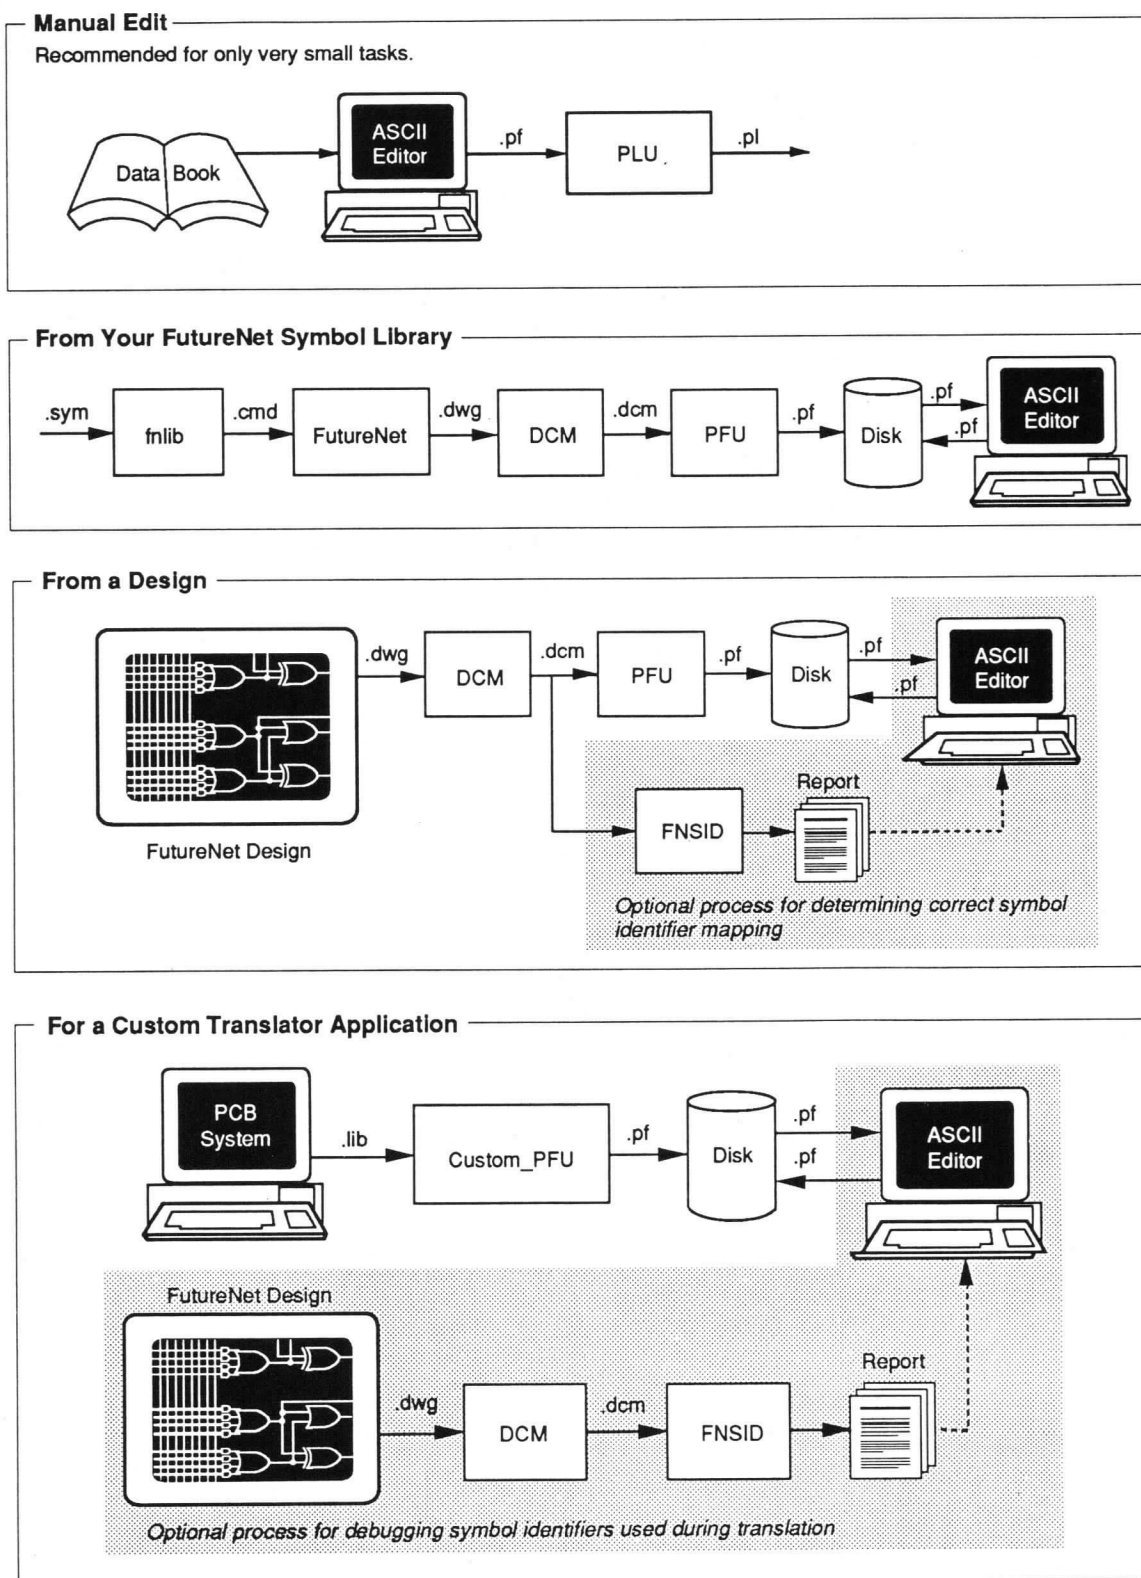 Manual Edit
Recommended for only very small tasks.
Data Book
ASCII
Editor
.pf
PLU
.pl
From Your FutureNet Symbol Library
.sym
fnlib
.cmd
FutureNet
.dwg
DCM
.dcm
PFU
.pf
Disk
.pf
.pf
ASCII
Editor
From a Design
FutureNet Design
.dwg
DCM
.dcm
PFU
.pf
Disk
.pf
.pf
ASCII
Editor
FNSID
Report
Optional process for determining correct symbol
identifier mapping
For a Custom Translator Application
PCB
System
.lib
Custom_PFU
.pf
Disk
.pf
.pf
ASCII
Editor
FutureNet Design
.dwg
DCM
.dcm
FNSID
Report
Optional process for debugging symbol identifiers used during translation